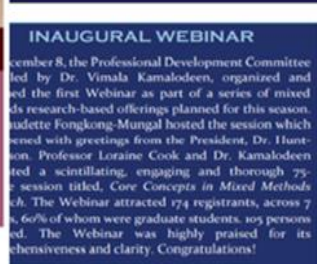 INAUGURAL WEBINAR
cember 8, the Professional Development Committee
led by Dr. Vimala Kamalodeen, organized and
ed the first Webinar as part of a series of mixed
ds research-based offerings planned for this season.
udette Fongkong-Mungal hosted the session which
ened with greetings from the President, Dr. Hunt-
son. Professor Loraine Cook and Dr. Kamalodeen
ted a scintillating, engaging and thorough 75-
e session titled, Core Concepts in Mixed Methods
ch. The Webinar attracted 174 registrants, across 7
s, 60% of whom were graduate students. 105 persons
ed. The Webinar was highly praised for its
ehensiveness and clarity. Congratulations!